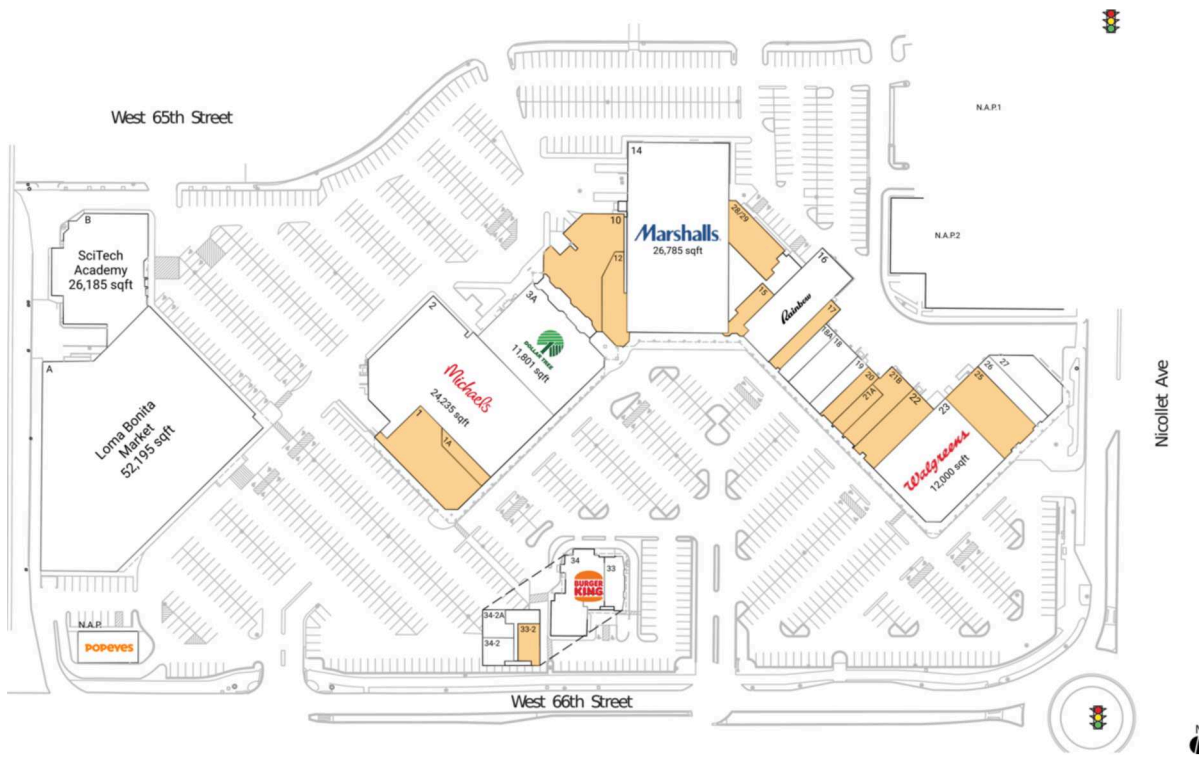 West 65th Street
N.A.P.1
N.A.P.2
B
SciTech
Academy
26,185 sqft
A
Loma Bonita
Market
52,195 sqft
14
Marshalls
26,785 sqft
10
12
28/29
15
16
Rainbow
17
18A
18
19
20
21A
21B
22
23
Walgreens
12,000 sqft
25
26
27
3A
DOLLAR TREE
11,801 sqft
2
Michaels
24,235 sqft
1
1A
34
33
BURGER
KING
34-2A
34-2
33-2
N.A.P.
POPEYES
West 66th Street
Nicollet Ave